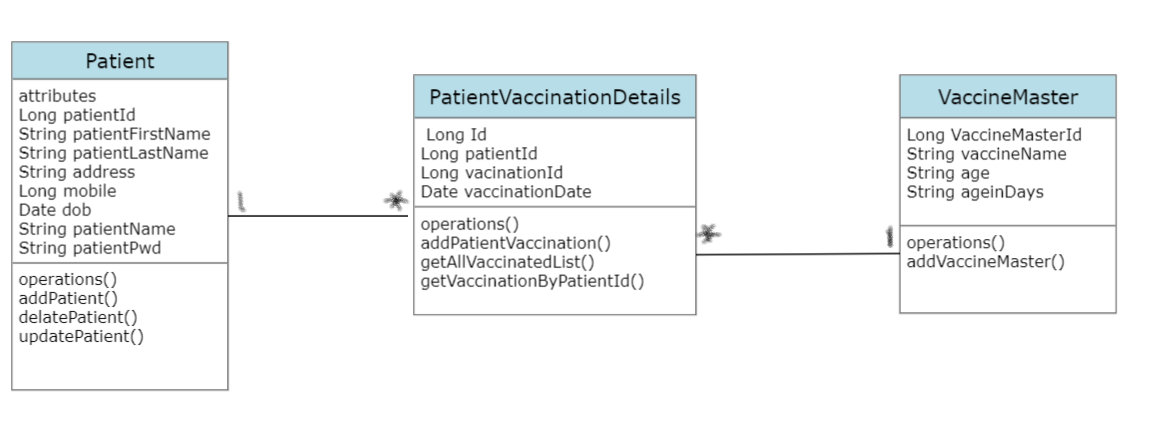 Patient
attributes
Long patientId
String patientFirstName
String patientLastName
String address
Long mobile
Date dob
String patientName
String patientPwd
operations()
addPatient()
delatePatient()
updatePatient()
1
*
PatientVaccinationDetails
Long Id
Long patientId
Long vacinationId
Date vaccinationDate
operations()
addPatientVaccination()
getAllVaccinatedList()
getVaccinationByPatientId()
*
1
VaccineMaster
Long VaccineMasterId
String vaccineName
String age
String ageinDays
operations()
addVaccineMaster()